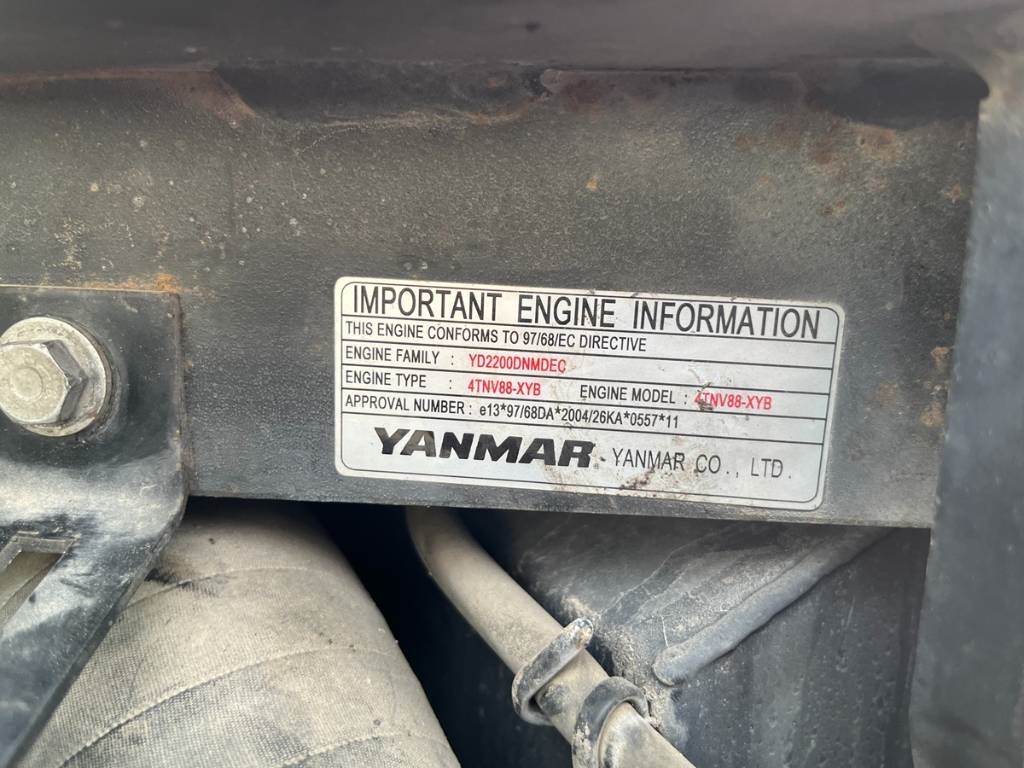 IMPORTANT ENGINE INFORMATION
THIS ENGINE CONFORMS TO 97/68/EC DIRECTIVE
ENGINE FAMILY : YD2200DNMDEC
ENGINE TYPE : 4TNV88-XYB ENGINE MODEL : 4TNV88-XYB
APPROVAL NUMBER : e13*97/68DA*2004/26KA*0557*11
YANMAR YANMAR CO., LTD.